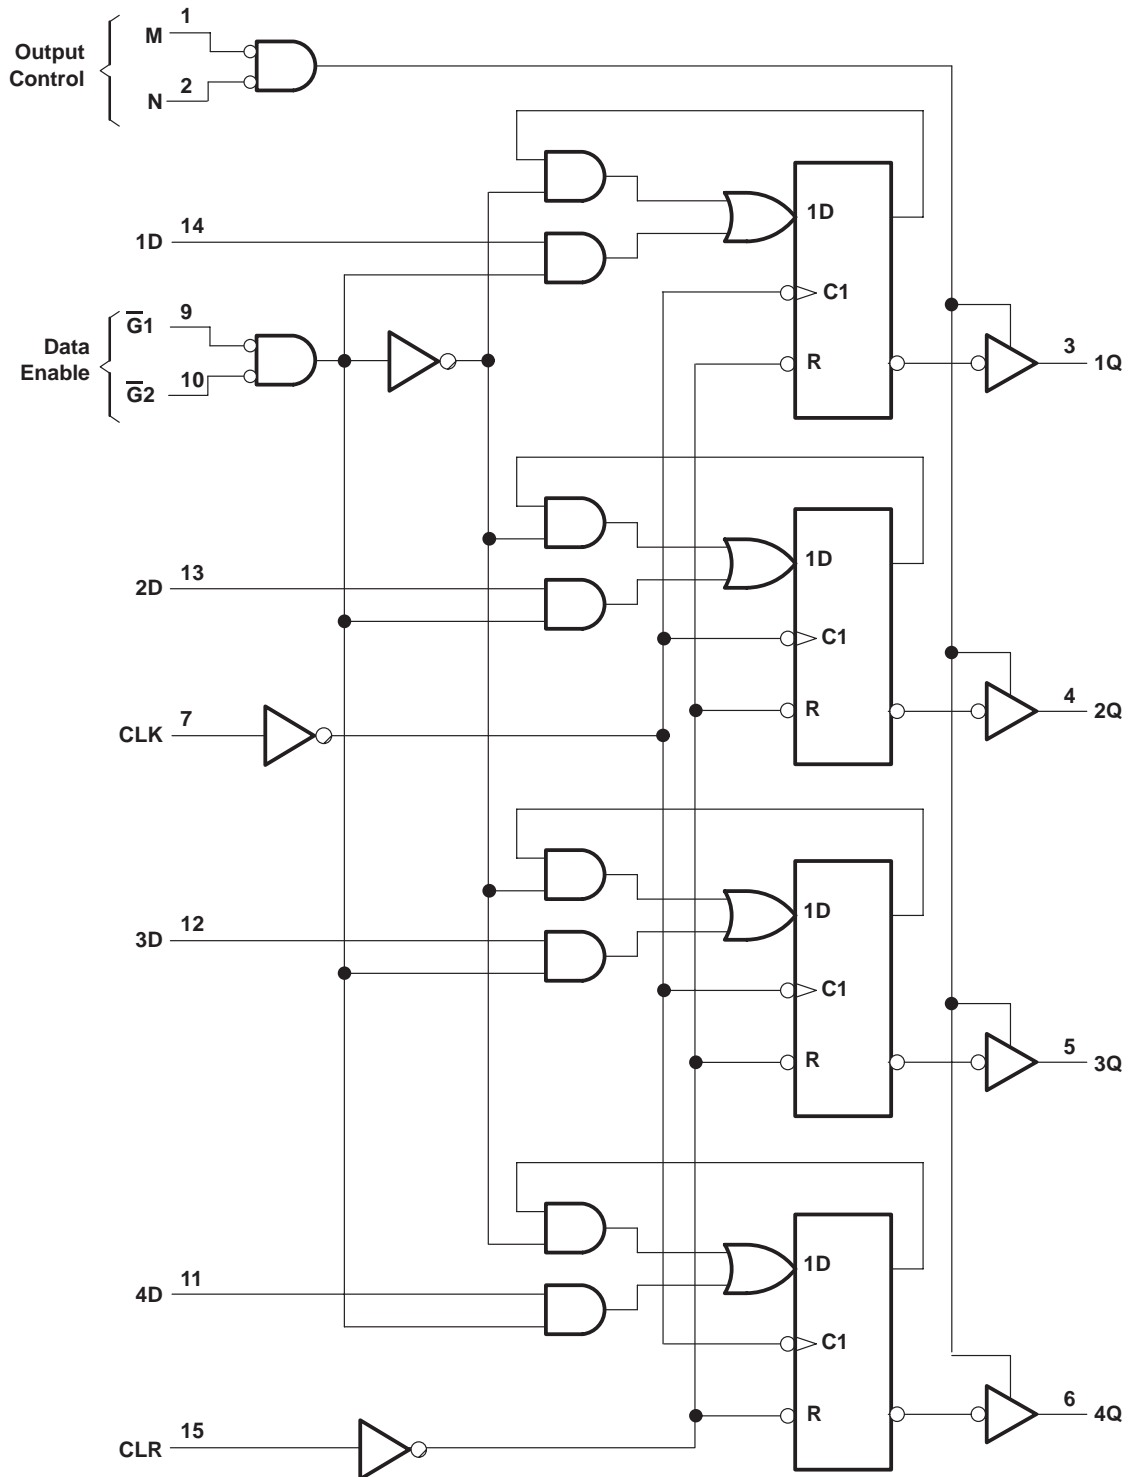 Output
Control
M
1
N
2
1D
14
Data
Enable
G̅1
9
G̅2
10
1D
C1
R
3
1Q
2D
13
1D
C1
R
4
2Q
CLK
7
3D
12
1D
C1
R
5
3Q
4D
11
1D
C1
R
6
4Q
CLR
15